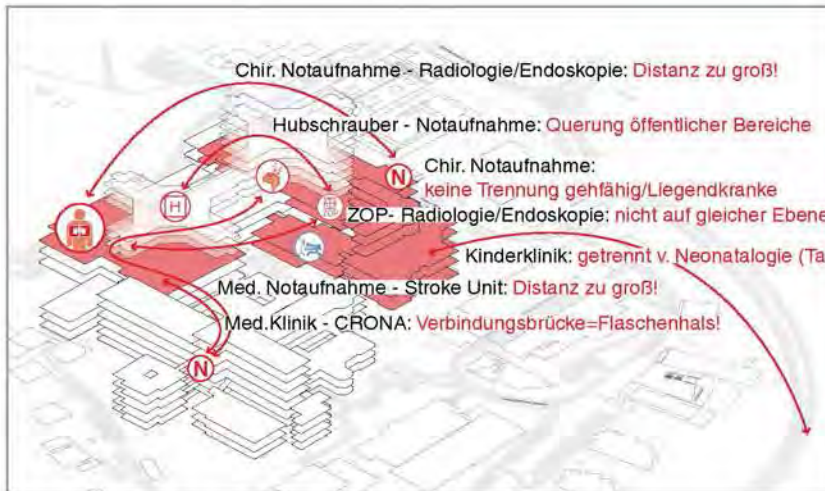 Chir. Notaufnahme - Radiologie/Endoskopie: Distanz zu groß!
Hubschrauber - Notaufnahme: Querung öffentlicher Bereiche
N
Chir. Notaufnahme:
keine Trennung gehfähig/Liegendkranke
H
ZOP- Radiologie/Endoskopie: nicht auf gleicher Ebene
Kinderklinik: getrennt v. Neonatologie (Ta
Med. Notaufnahme - Stroke Unit: Distanz zu groß!
Med.Klinik - CRONA: Verbindungsbrücke=Flaschenhals!
N